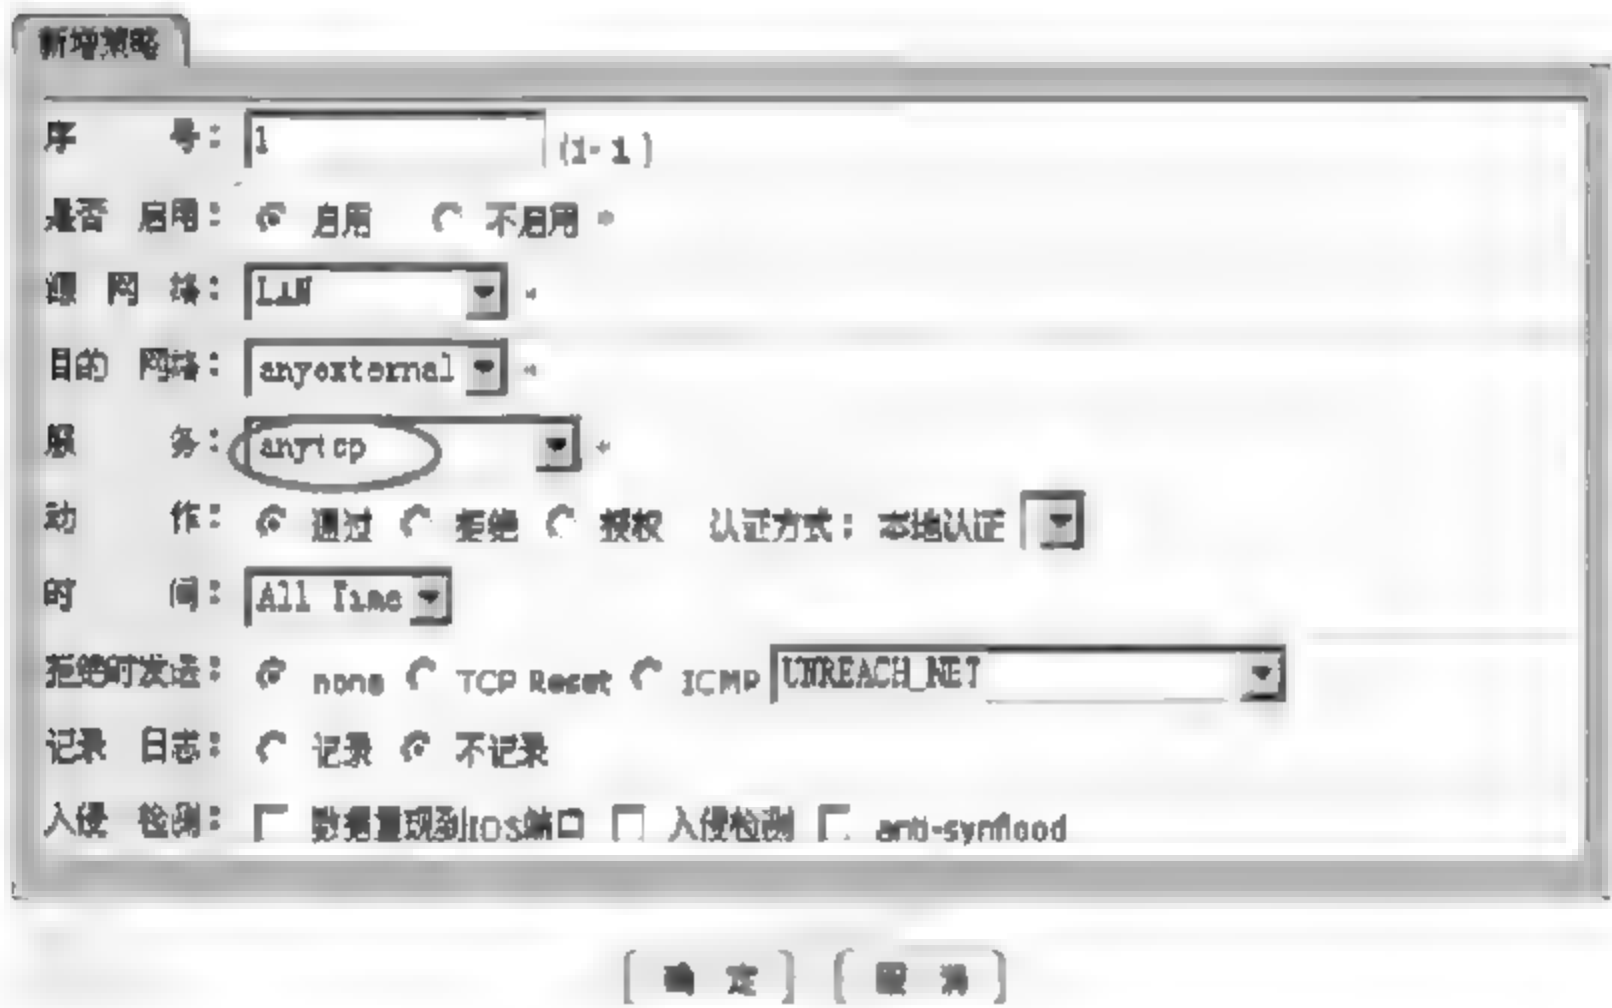 新增策略
序 号： 1 (1-1)
是否 启用： 启用 不启用 *
源 网 络： LAN *
目的 网络： anyexternal *
服 务： anytcp *
动 作： 通过 拒绝 授权 认证方式： 本地认证
时 间： All Time
拒绝时发送： none TCP Reset ICMP UNREACH_NET
记录 日志： 记录 不记录
入侵 检测： 数据重现到IDS端口 入侵检测 anti-synflood
确 定 取 消